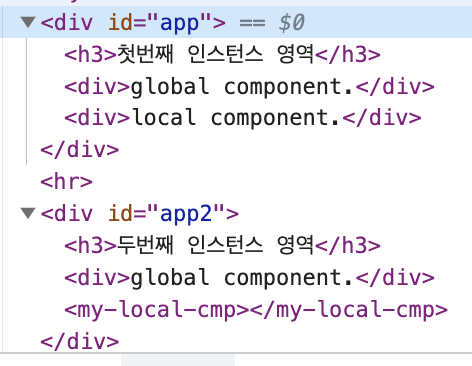 <div id="app"> == $0
<h3>첫번째 인스턴스 영역</h3>
<div>global component.</div>
<div>local component.</div>
</div>
<hr>
<div id="app2">
<h3>두번째 인스턴스 영역</h3>
<div>global component.</div>
<my-local-cmp></my-local-cmp>
</div>